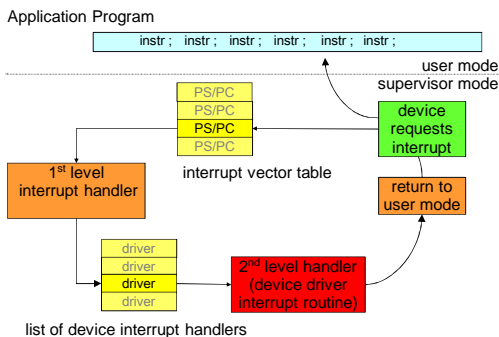 Application Program
instr ; instr ; instr ; instr ; instr ; instr ;
user mode
supervisor mode
PS/PC
PS/PC
PS/PC
PS/PC
device
requests
interrupt
1st level
interrupt handler
interrupt vector table
return to
user mode
driver
driver
driver
driver
2nd level handler
(device driver
interrupt routine)
list of device interrupt handlers